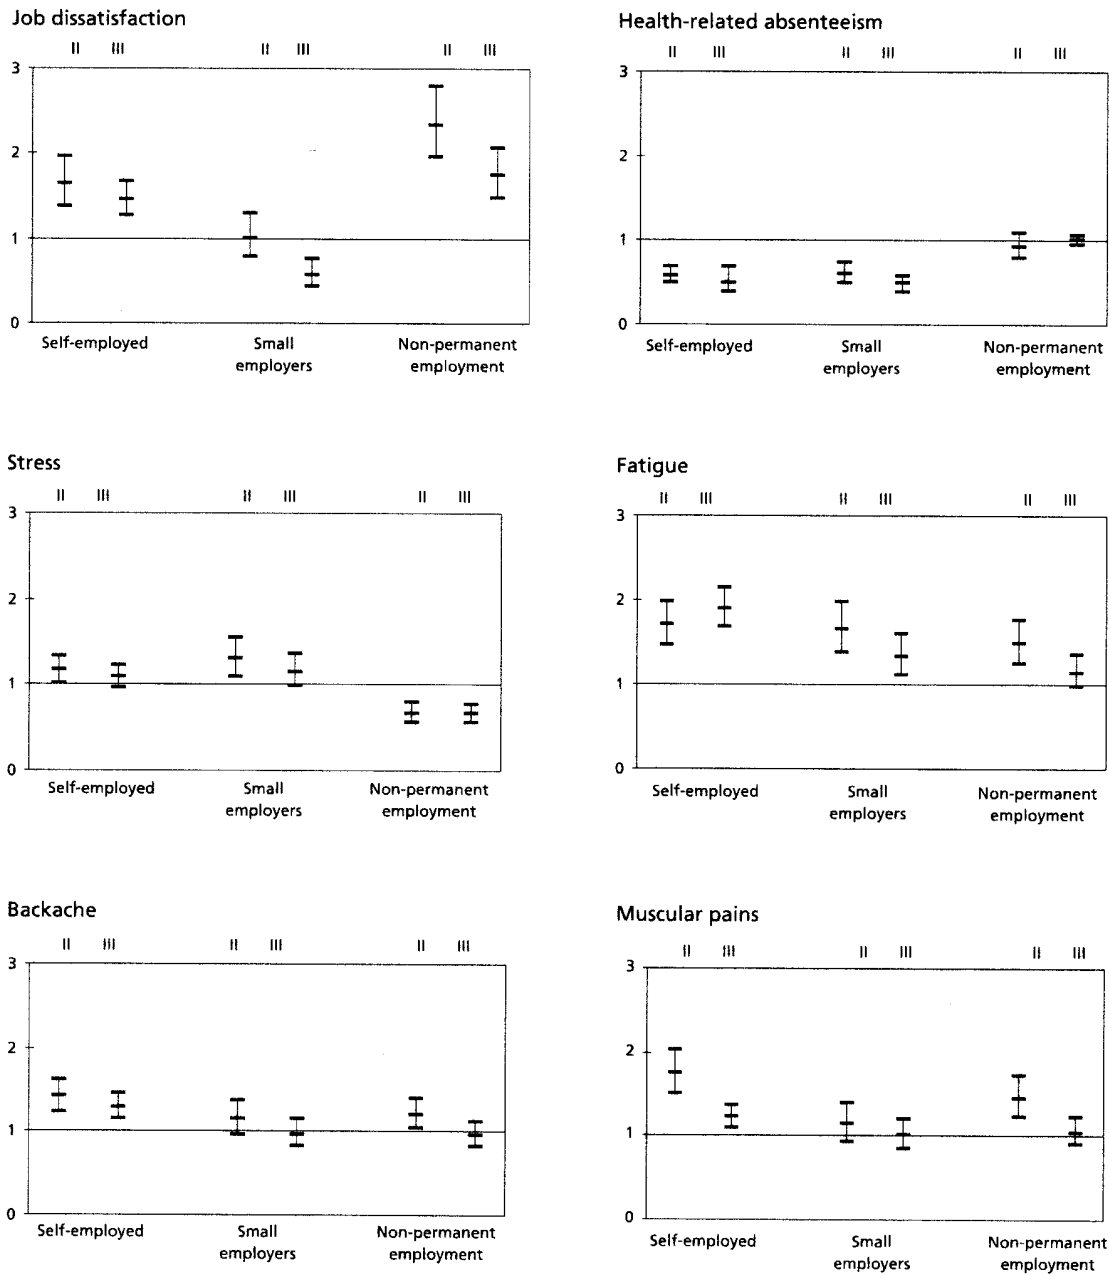 Job dissatisfaction
II III II III II III
3
2
1
0
Self-employed Small Non-permanent
employers employment
Health-related absenteeism
II III II III II III
3
2
1
0
Self-employed Small Non-permanent
employers employment
Stress
II III II III II III
3
2
1
0
Self-employed Small Non-permanent
employers employment
Fatigue
II III II III II III
3
2
1
0
Self-employed Small Non-permanent
employers employment
Backache
II III II III II III
3
2
1
0
Self-employed Small Non-permanent
employers employment
Muscular pains
II III II III II III
3
2
1
0
Self-employed Small Non-permanent
employers employment